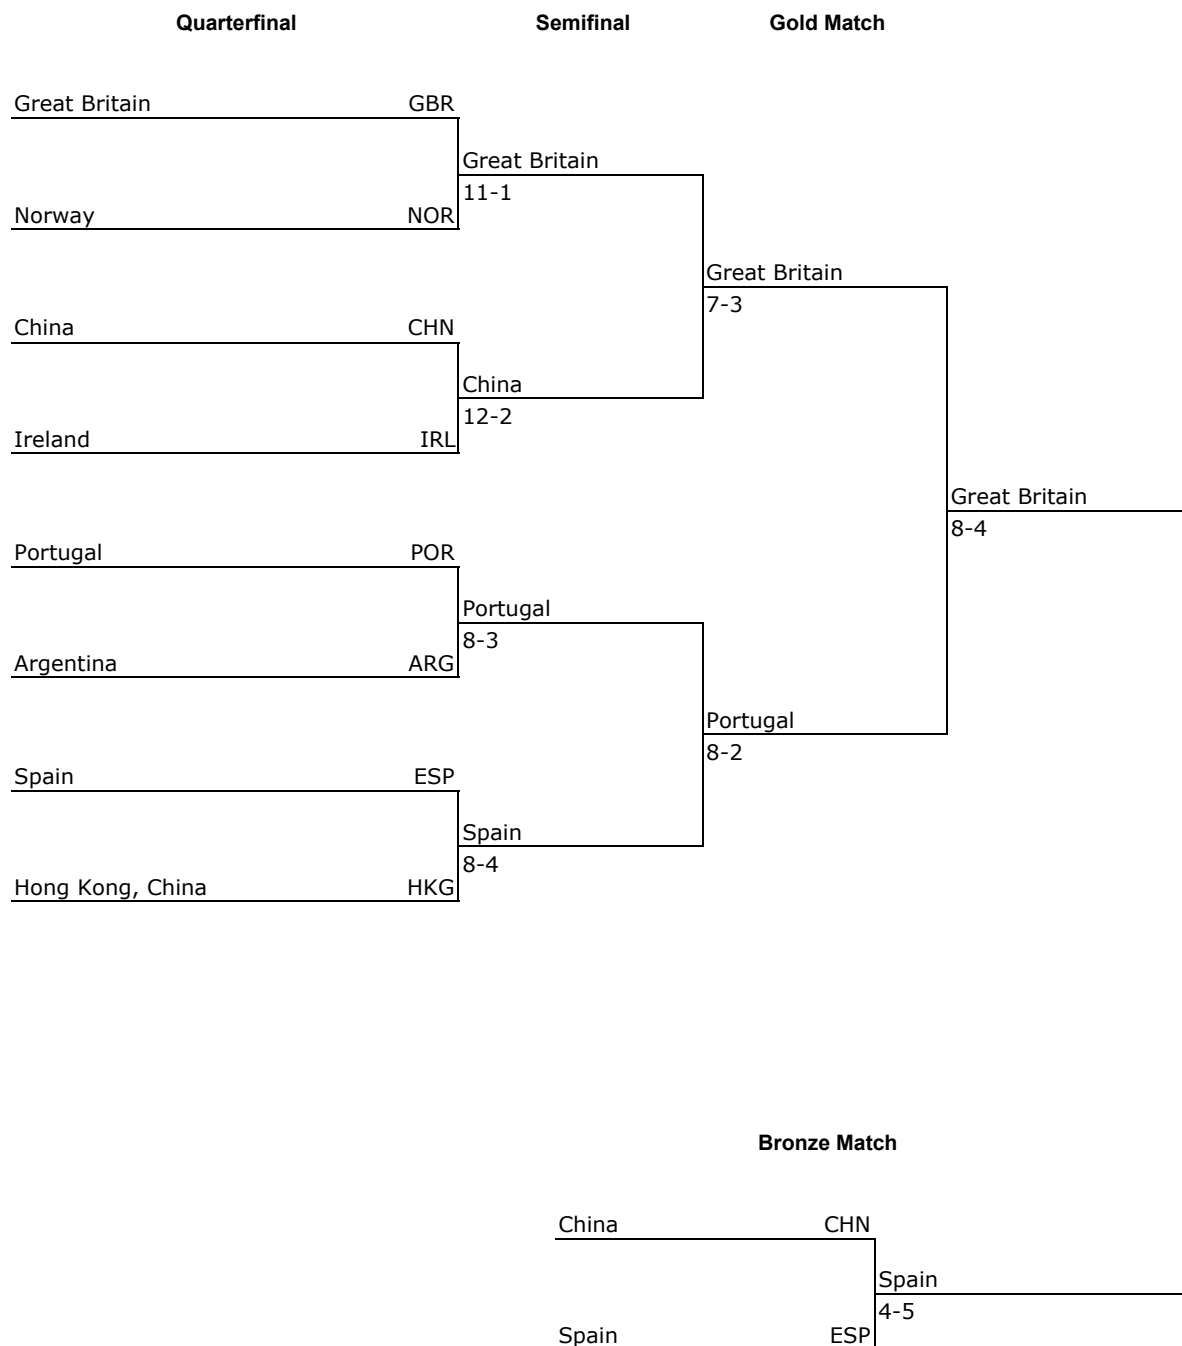 Quarterfinal Semifinal Gold Match
Great Britain GBR
Great Britain
11-1
Norway NOR
Great Britain
7-3
China CHN
China
12-2
Ireland IRL
Great Britain
8-4
Portugal POR
Portugal
8-3
Argentina ARG
Portugal
8-2
Spain ESP
Spain
8-4
Hong Kong, China HKG
Bronze Match
China CHN
Spain
4-5
Spain ESP